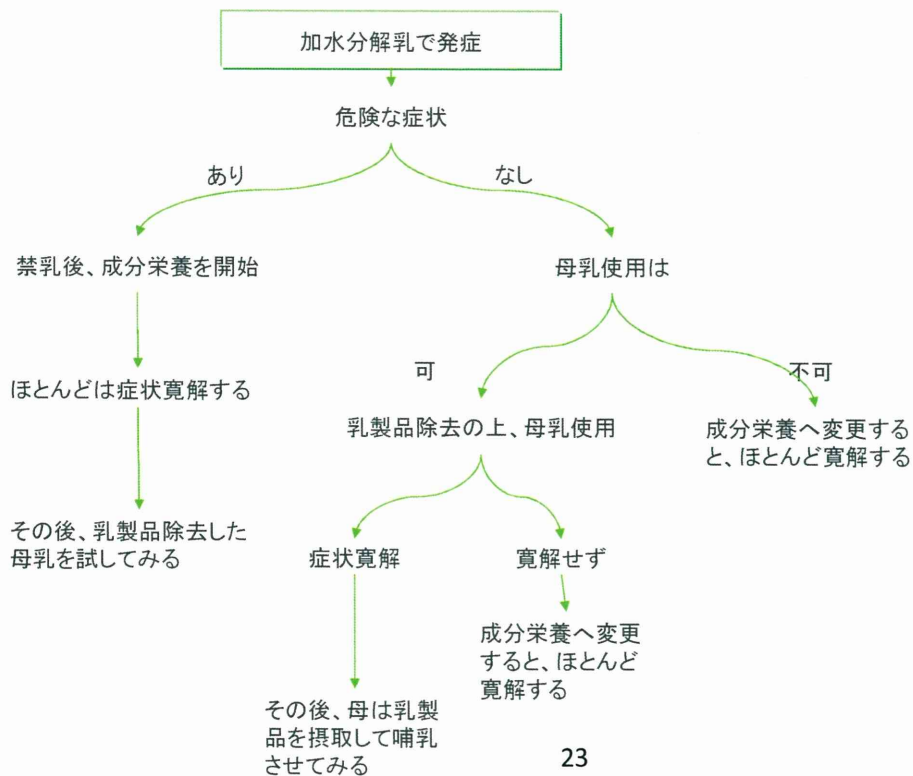 加水分解乳で発症
危険な症状
あり
なし
禁乳後、成分栄養を開始
母乳使用は
ほとんどは症状寛解する
可
不可
乳製品除去の上、母乳使用
成分栄養へ変更する
と、ほとんど寛解する
その後、乳製品除去した
母乳を試してみる
症状寛解
寛解せず
成分栄養へ変更
すると、ほとんど
寛解する
その後、母は乳製
品を摂取して哺乳
させてみる
23